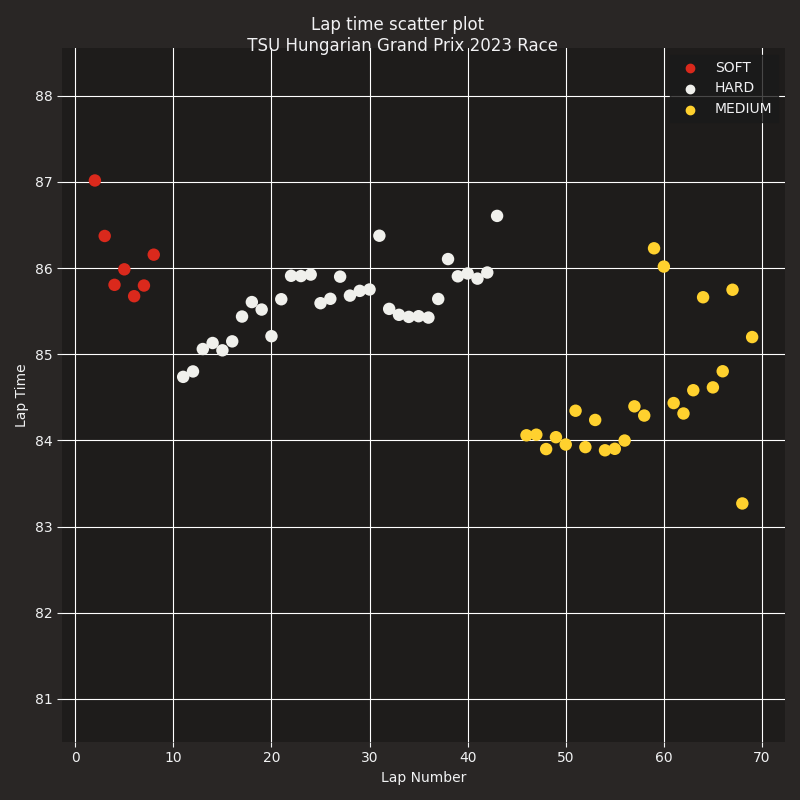 Lap time scatter plot
TSU Hungarian Grand Prix 2023 Race
SOFT
HARD
MEDIUM
88
87
86
85
84
83
82
81
Lap Time
0 10 20 30 40 50 60 70
Lap Number